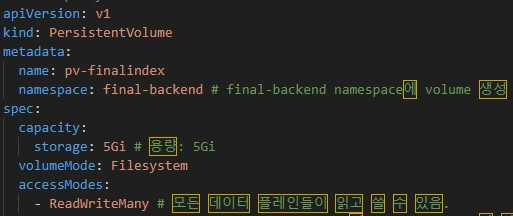 apiVersion: v1
kind: PersistentVolume
metadata:
  name: pv-finalindex
  namespace: final-backend # final-backend namespace에 volume 생성
spec:
  capacity:
    storage: 5Gi # 용량: 5Gi
  volumeMode: Filesystem
  accessModes:
    - ReadWriteMany # 모든 데이터 플레인들이 읽고 쓸 수 있음.